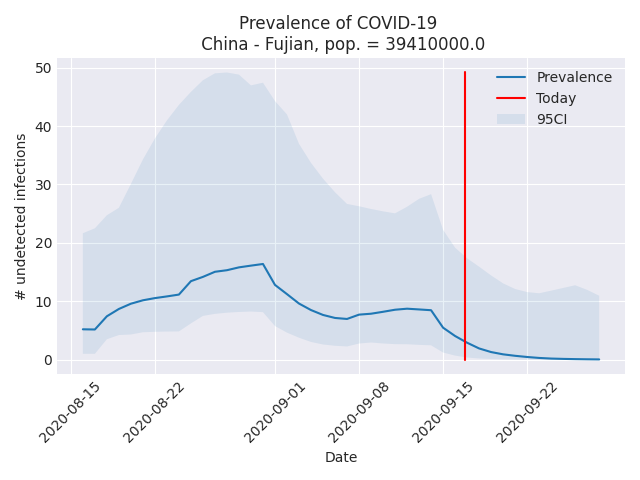 Prevalence of COVID-19
China - Fujian, pop. = 39410000.0
Prevalence
Today
95CI
# undetected infections
50
40
30
20
10
0
2020-08-15
2020-08-22
2020-09-01
2020-09-08
2020-09-15
2020-09-22
Date